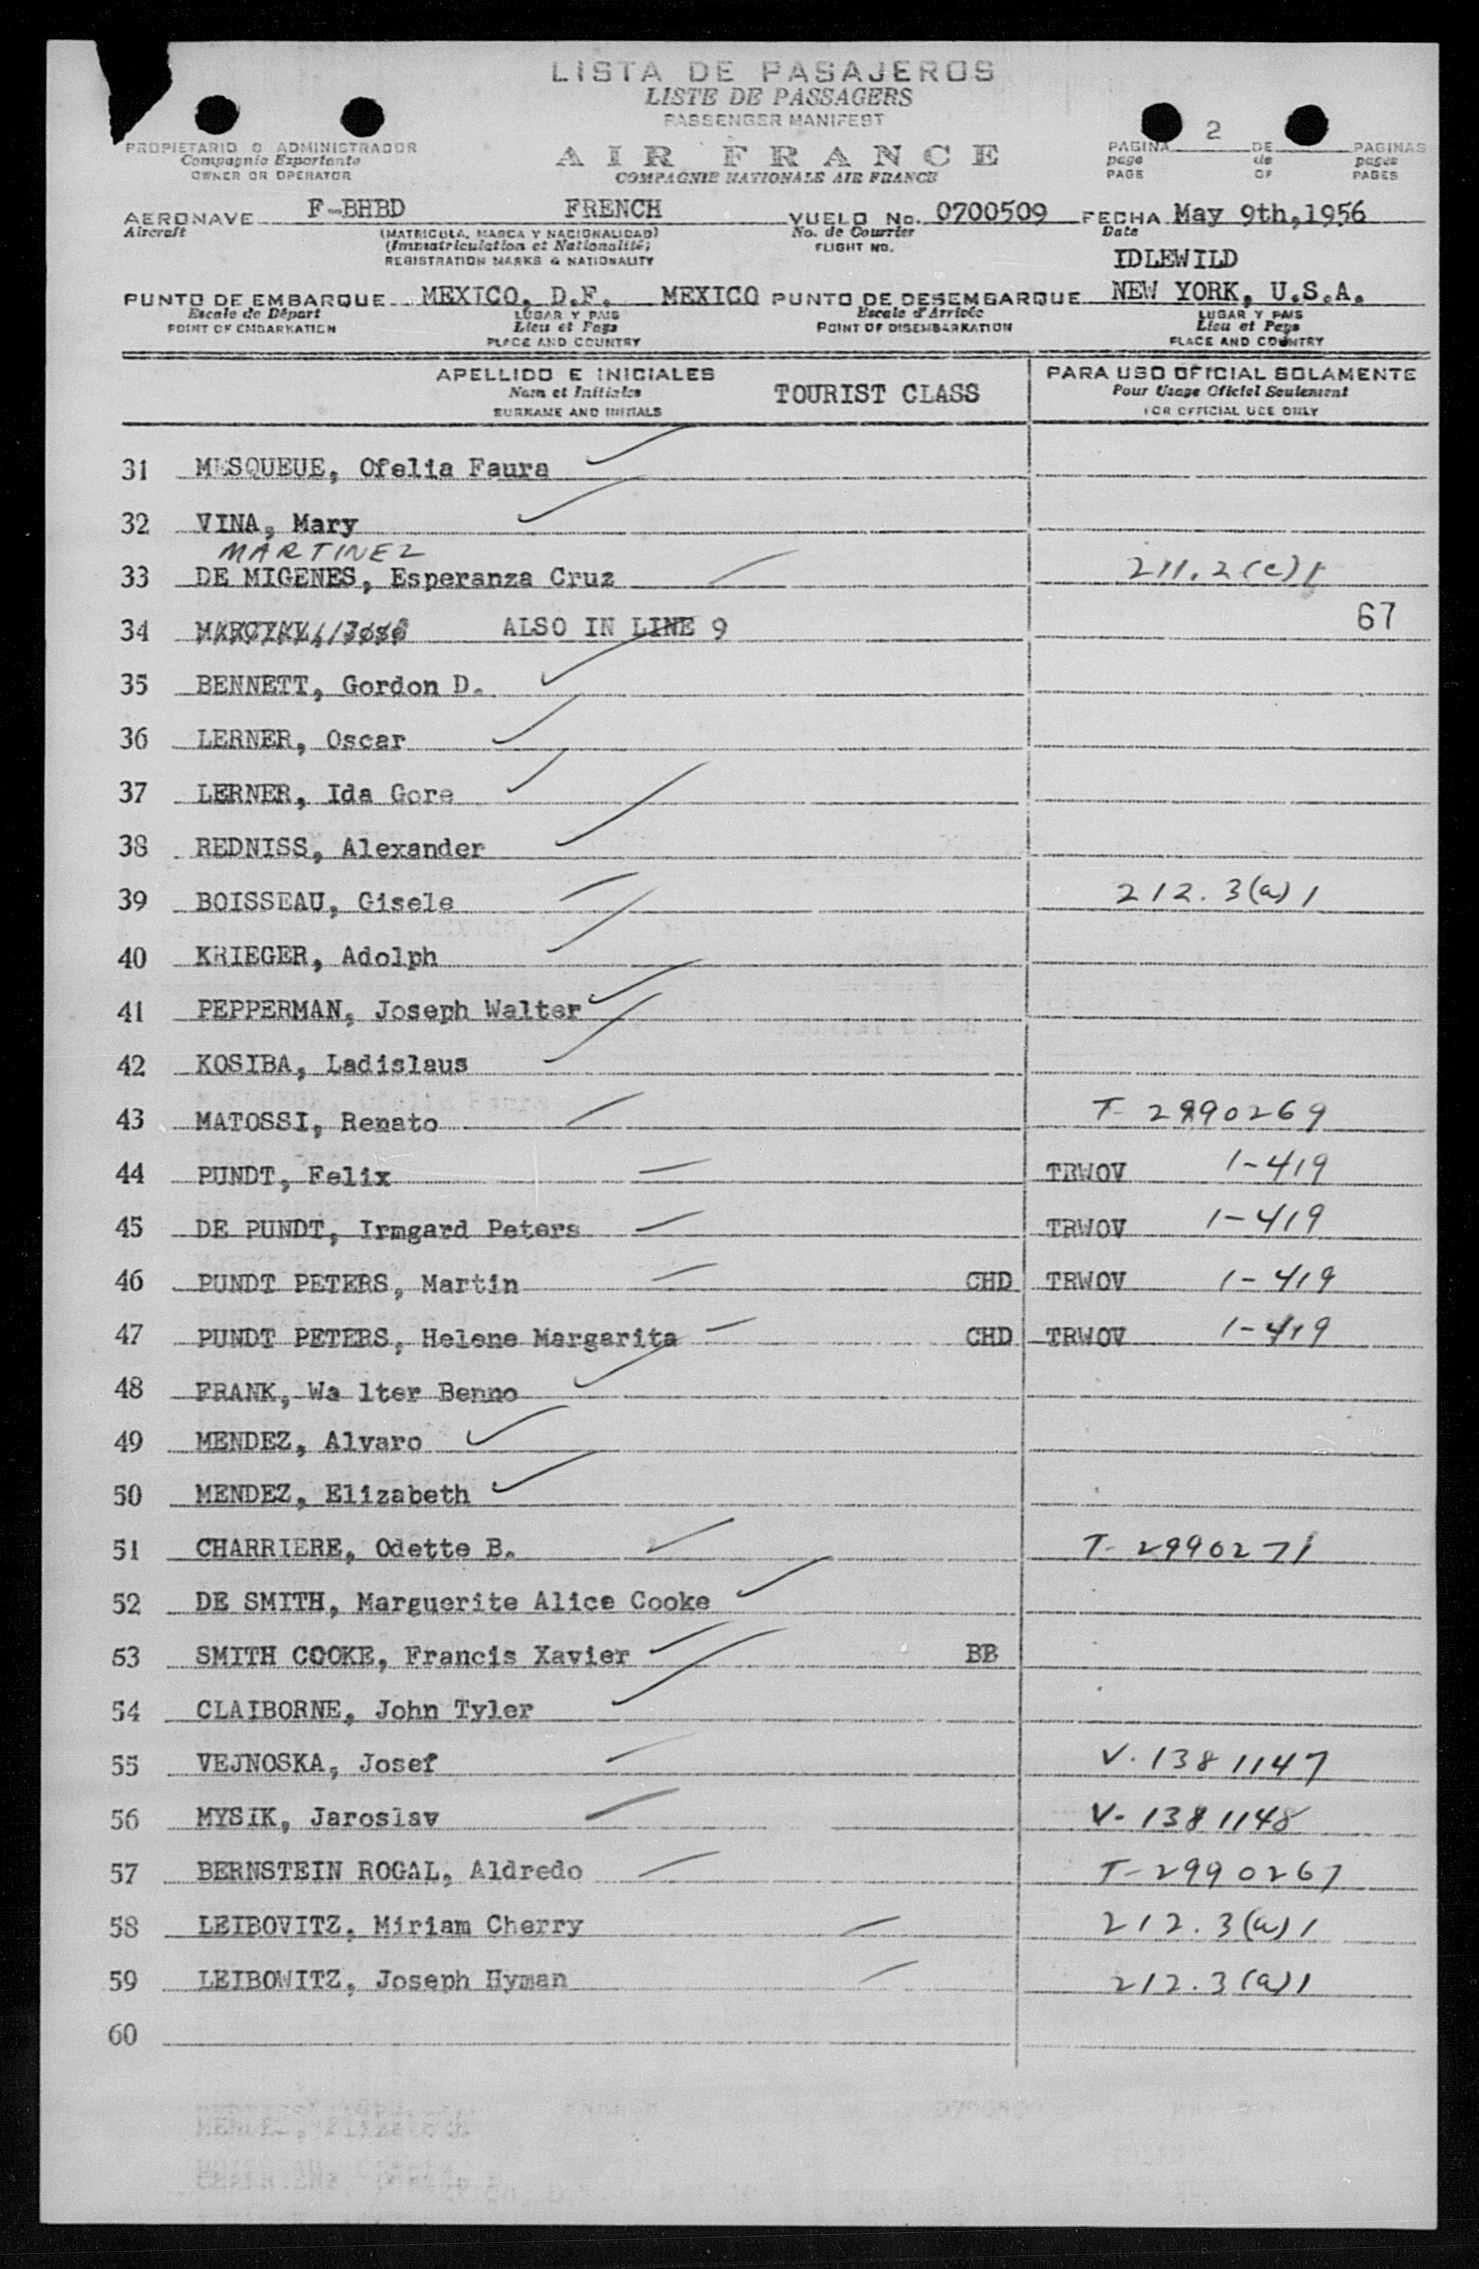 LISTA DE PASAJEROS
LISTE DE PASSAGERS
PASSENGER MANIFEST
PROPIETARIO O ADMINISTRADOR
Compagnie Exportante
OWNER OR OPERATOR
AIR FRANCE
COMPAGNIE NATIONALE AIR FRANCE
PAGINA 2 DE PAGINAS
page de pages
PAGE OF PAGES
AERONAVE F-BHBD FRENCH VUELO No. 0700509 FECHA May 9th,1956
Aircraft (MATRICULA, MARCA Y NACIONALIDAD) No. de Courrier Date
(Immatriculation et Nationalité) FLIGHT NO.
REGISTRATION MARKS & NATIONALITY
IDLEWILD
PUNTO DE EMBARQUE MEXICO, D.F. MEXICO PUNTO DE DESEMBARQUE NEW YORK, U.S.A.
Escale de Départ LUGAR Y PAIS Escale d'Arrivée LUGAR Y PAIS
POINT OF EMBARKATION Lieu et Pays POINT OF DISEMBARKATION Lieu et Pays
PLACE AND COUNTRY PLACE AND COUNTRY
APELLIDO E INICIALES TOURIST CLASS PARA USO OFICIAL SOLAMENTE
Nom et Initiales Pour Usage Officiel Seulement
SURNAME AND INITIALS FOR OFFICIAL USE ONLY
31 MESQUEUE, Ofelia Faura
32 VINA, Mary
MARTINEZ
33 DE MIGENES, Esperanza Cruz 211.2(c)1
34 ALSO IN LINE 9 67
35 BENNETT, Gordon D.
36 LERNER, Oscar
37 LERNER, Ida Gore
38 REDNISS, Alexander
39 BOISSEAU, Gisele 212.3(a)1
40 KRIEGER, Adolph
41 PEPPERMAN, Joseph Walter
42 KOSIBA, Ladislaus
43 MATOSSI, Renato T-2990269
44 PUNDT, Felix TRWOV 1-419
45 DE PUNDT, Irmgard Peters TRWOV 1-419
46 PUNDT PETERS, Martin CHD TRWOV 1-419
47 PUNDT PETERS, Helene Margarita CHD TRWOV 1-419
48 FRANK, Wa lter Benno
49 MENDEZ, Alvaro
50 MENDEZ, Elizabeth
51 CHARRIERE, Odette B. T-2990271
52 DE SMITH, Marguerite Alice Cooke
53 SMITH COOKE, Francis Xavier BB
54 CLAIBORNE, John Tyler
55 VEJNOSKA, Josef V-1381147
56 MYSIK, Jaroslav V-1381148
57 BERNSTEIN ROGAL, Aldredo T-2990267
58 LEIBOVITZ, Miriam Cherry 212.3(a)1
59 LEIBOWITZ, Joseph Hyman 212.3(a)1
60